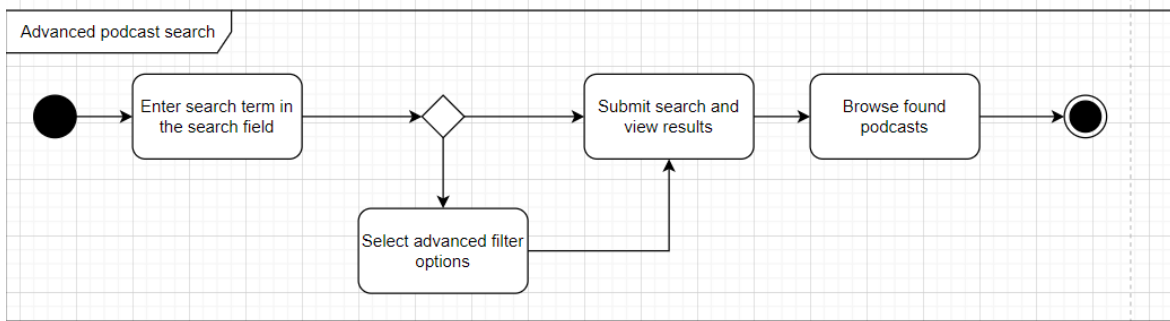 Advanced podcast search
Enter search term in
the search field
Submit search and
view results
Browse found
podcasts
Select advanced filter
options